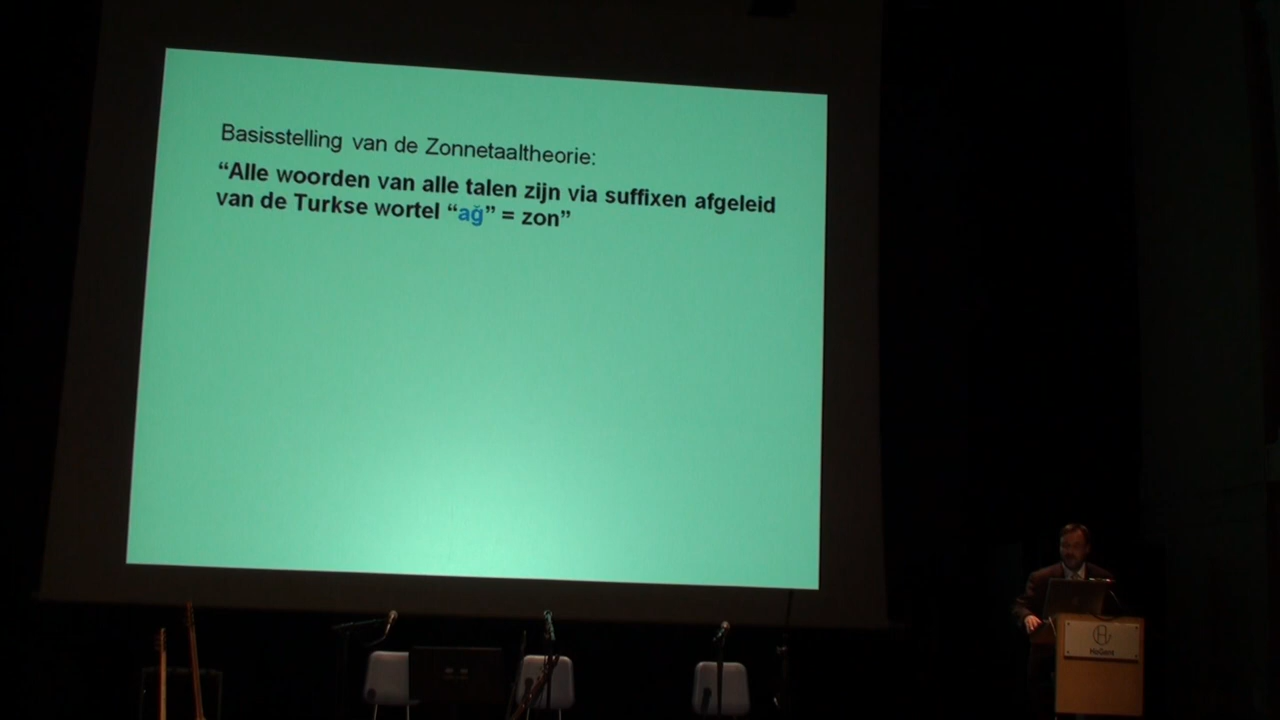 Basisstelling van de Zonnetaaltheorie:
“Alle woorden van alle talen zijn via suffixen afgeleid
van de Turkse wortel “ağ” = zon”
HoGent